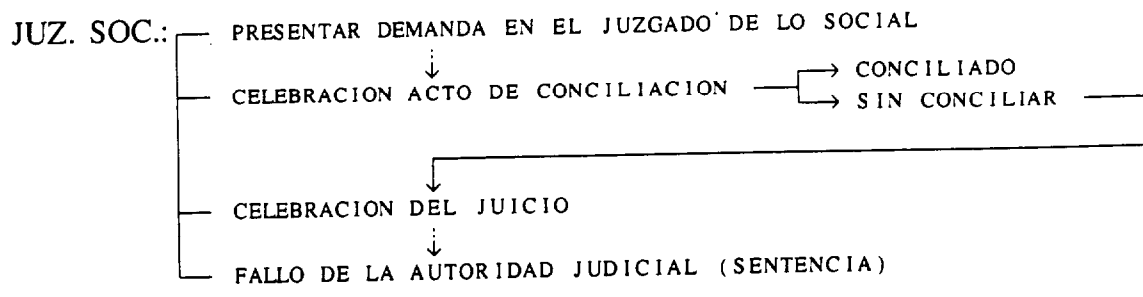 JUZ. SOC.: PRESENTAR DEMANDA EN EL JUZGADO DE LO SOCIAL
CONCILIADO
CELEBRACION ACTO DE CONCILIACION
SIN CONCILIAR
CELEBRACION DEL JUICIO
FALLO DE LA AUTORIDAD JUDICIAL (SENTENCIA)